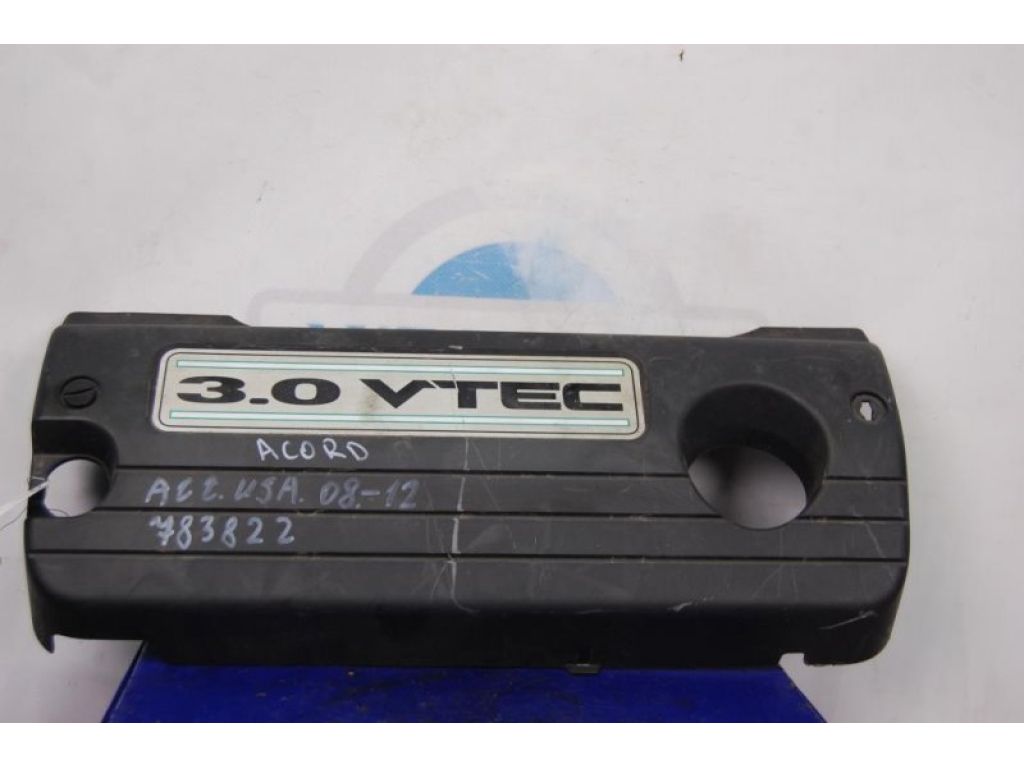 3.0 VTEC
ACORD
ACC. USA. 08.-12
783822